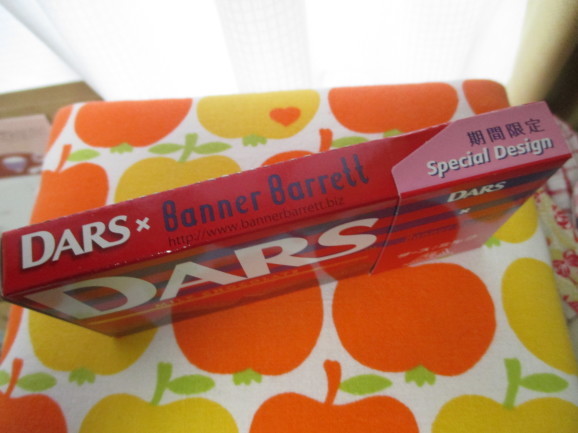 DARS × Banner Barrett
http://www.bannerbarrett.biz
期間限定
Special Design
DARS
DARS
×